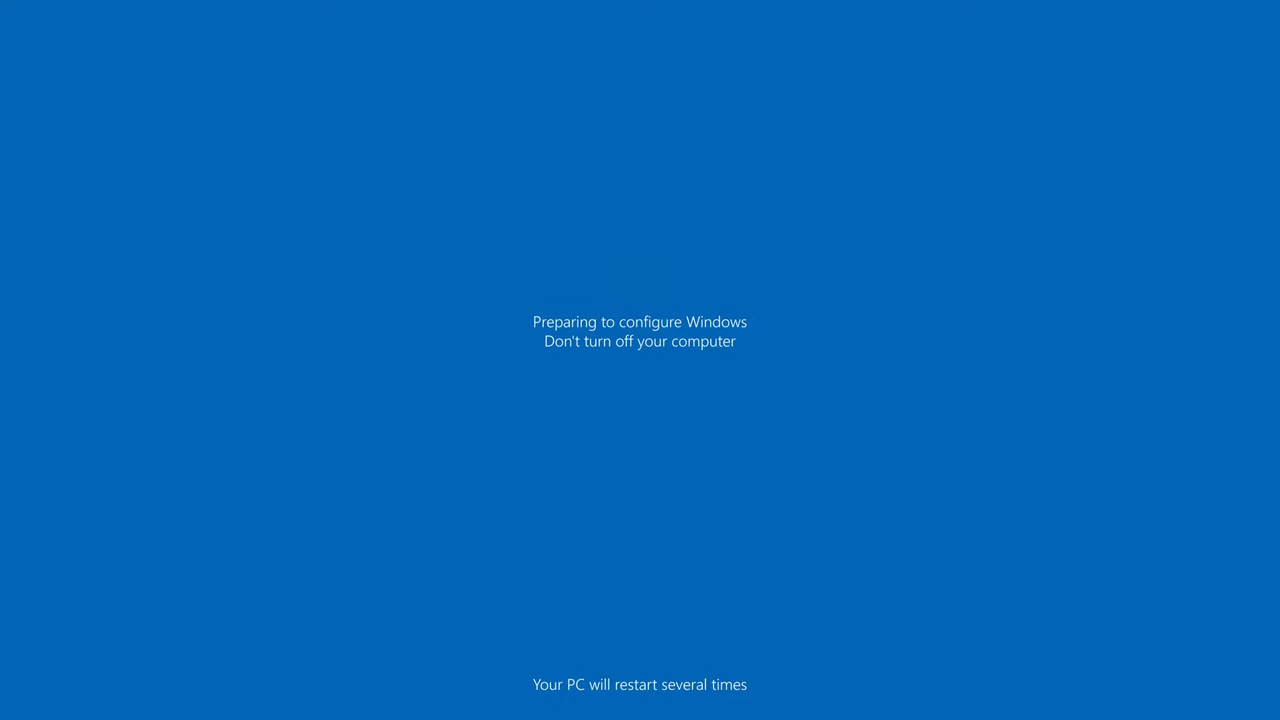 Preparing to configure Windows
Don't turn off your computer
Your PC will restart several times